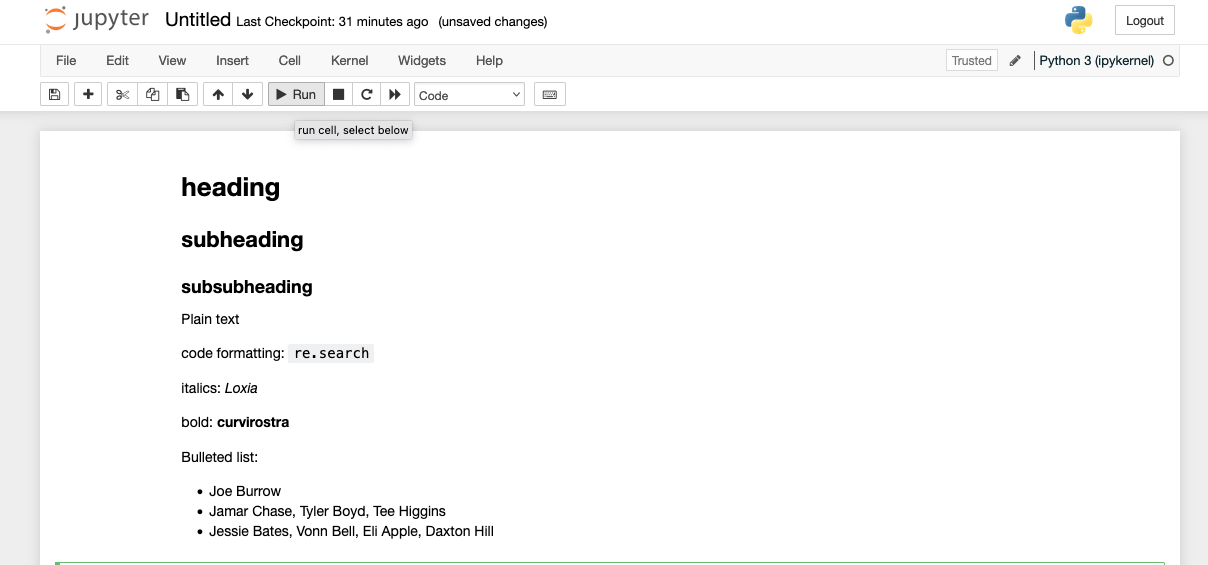 jupyter Untitled Last Checkpoint: 31 minutes ago (unsaved changes) Logout
File Edit View Insert Cell Kernel Widgets Help Trusted Python 3 (ipykernel)
Run Code
run cell, select below
heading
subheading
subsubheading
Plain text
code formatting: re.search
italics: Loxia
bold: curvirostra
Bulleted list:
• Joe Burrow
• Jamar Chase, Tyler Boyd, Tee Higgins
• Jessie Bates, Vonn Bell, Eli Apple, Daxton Hill